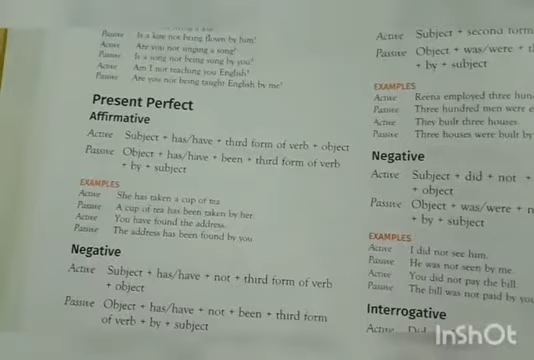 Passive Is a kite not being flown by him?
Active Are you not singing a song?
Passive Is a song not being sung by you?
Active Am I not teaching you English?
Passive Are you not being taught English by me?
Present Perfect
Affirmative
Active Subject + has/have + third form of verb + object
Passive Object + has/have + been + third form of verb
+ by + subject
EXAMPLES
Active She has taken a cup of tea
Passive A cup of tea has been taken by her
Active You have found the address.
Passive The address has been found by you
Negative
Active Subject + has/have + not + third form of verb
+ object
Passive Object + has/have + not + been + third form
of verb + by + subject
Active Subject + second form
Passive Object + was/were +
+ by + subject
EXAMPLES
Active Reena employed three
Passive Three hundred men were
Active They built three houses.
Passive Three houses were built by
Negative
Active Subject + did + not +
+ object
Passive Object + was/were +
+ by + subject
EXAMPLES
Active I did not see him.
Passive He was not seen by me.
Active You did not pay the bill.
Passive The bill was not paid by you
Interrogative
Active Did
InShOt